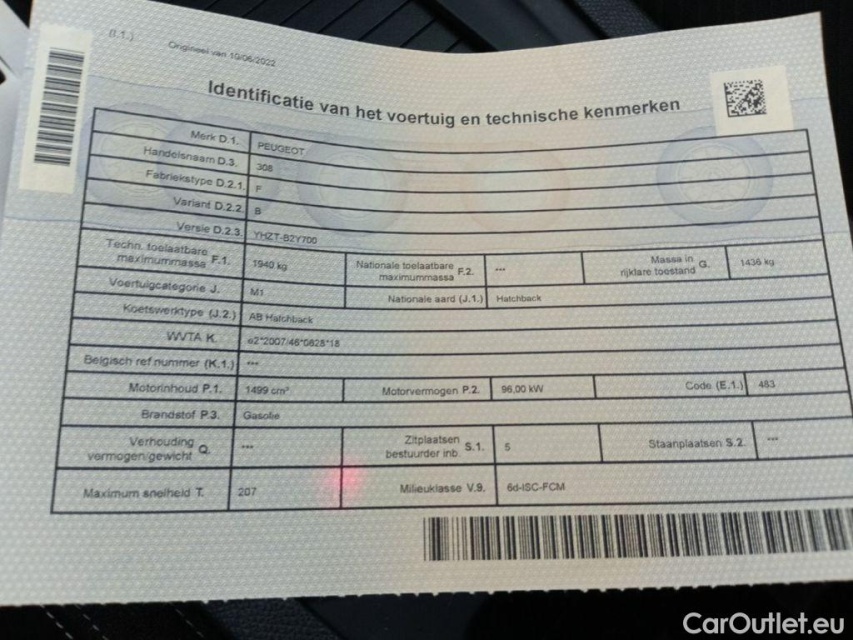 (I.1.) Origineel van 10/06/2022
Identificatie van het voertuig en technische kenmerken
Merk D.1. PEUGEOT
Handelsnaam D.3. 308
Fabriekstype D.2.1. F
Variant D.2.2. B
Versie D.2.3. YHZT-B2Y700
Techn. toelaatbare maximummassa F.1. 1940 kg Nationale toelaatbare maximummassa F.2. --- Massa in rijklare toestand G. 1436 kg
Voertuigcategorie J. M1 Nationale aard (J.1.) Hatchback
Koetswerktype (J.2.) AB Hatchback
WVTA K. e2*2007/46*0628*18
Belgisch ref.nummer (K.1.) ---
Motorinhoud P.1. 1499 cm³ Motorvermogen P.2. 96,00 kW Code (E.1.) 483
Brandstof P.3. Gasolie
Verhouding vermogen/gewicht Q. --- Zitplaatsen bestuurder inb. S.1. 5 Staanplaatsen S.2. ---
Maximum snelheid T. 207 Milieuklasse V.9. 6d-ISC-FCM
CarOutlet.eu